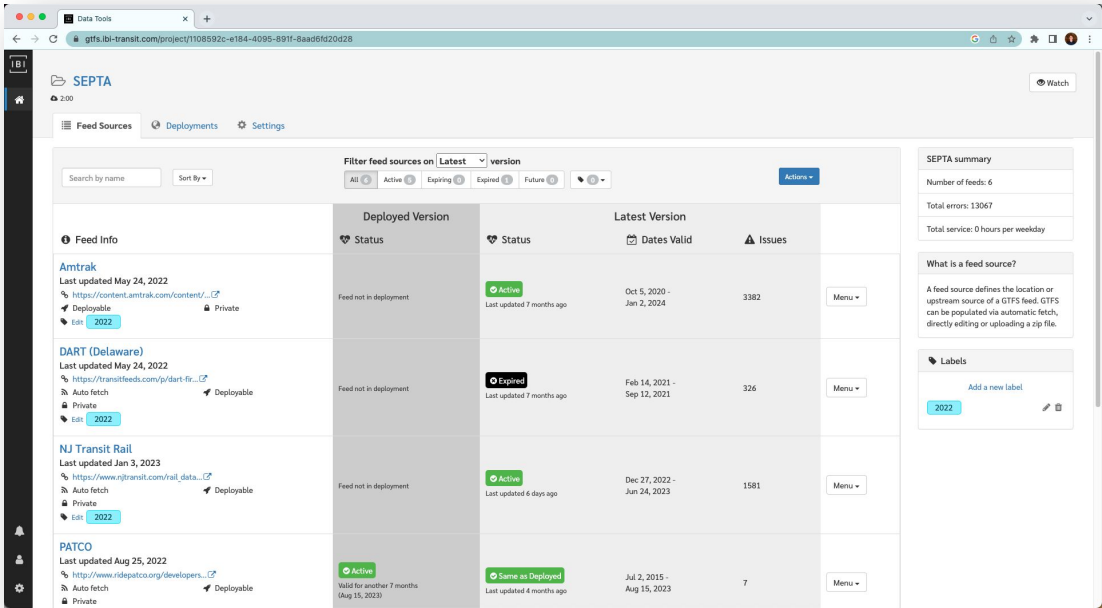 Data Tools
gtfs.ibi-transit.com/project/1108592c-e184-4095-891f-8aad6fd20d28
IBI
SEPTA
2:00
Watch
Feed Sources Deployments Settings
Search by name Sort By
Filter feed sources on Latest version
All 6 Active 5 Expiring 0 Expired 1 Future 0 0
Actions
Deployed Version Latest Version
Feed Info Status Status Dates Valid Issues
Amtrak
Last updated May 24, 2022
https://content.amtrak.com/content/...
Deployable Private
Edit 2022
Feed not in deployment
Active
Last updated 7 months ago
Oct 5, 2020 -
Jan 2, 2024
3382
Menu
DART (Delaware)
Last updated May 24, 2022
https://transitfeeds.com/p/dart-fir...
Auto fetch Deployable
Private
Edit 2022
Feed not in deployment
Expired
Last updated 7 months ago
Feb 14, 2021 -
Sep 12, 2021
326
Menu
NJ Transit Rail
Last updated Jan 3, 2023
https://www.njtransit.com/rail_data...
Auto fetch Deployable
Private
Edit 2022
Feed not in deployment
Active
Last updated 6 days ago
Dec 27, 2022 -
Jun 24, 2023
1581
Menu
PATCO
Last updated Aug 25, 2022
http://www.ridepatco.org/developers...
Auto fetch Deployable
Private
Active
Valid for another 7 months
(Aug 15, 2023)
Same as Deployed
Last updated 4 months ago
Jul 2, 2015 -
Aug 15, 2023
7
Menu
SEPTA summary
Number of feeds: 6
Total errors: 13067
Total service: 0 hours per weekday
What is a feed source?
A feed source defines the location or
upstream source of a GTFS feed. GTFS
can be populated via automatic fetch,
directly editing or uploading a zip file.
Labels
Add a new label
2022